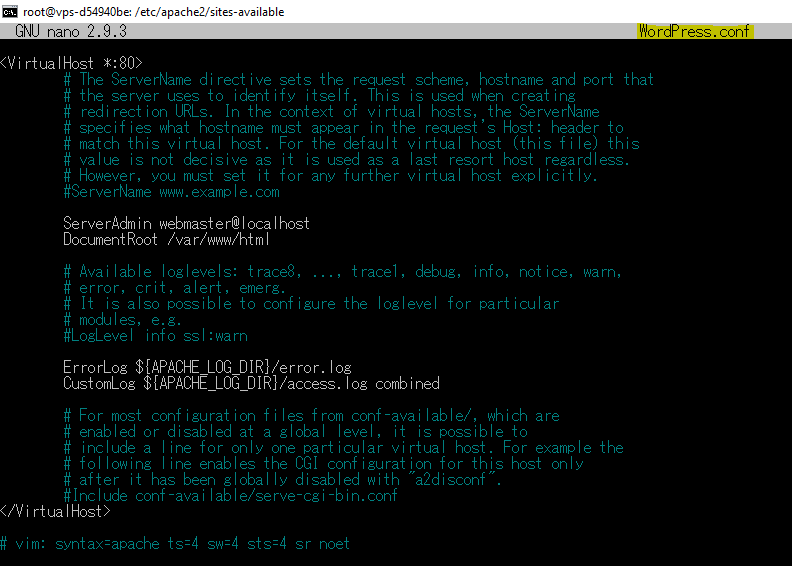 root@vps-d54940be: /etc/apache2/sites-available
GNU nano 2.9.3 WordPress.conf
<VirtualHost *:80>
# The ServerName directive sets the request scheme, hostname and port that
# the server uses to identify itself. This is used when creating
# redirection URLs. In the context of virtual hosts, the ServerName
# specifies what hostname must appear in the request's Host: header to
# match this virtual host. For the default virtual host (this file) this
# value is not decisive as it is used as a last resort host regardless.
# However, you must set it for any further virtual host explicitly.
#ServerName www.example.com
ServerAdmin webmaster@localhost
DocumentRoot /var/www/html
# Available loglevels: trace8, ..., trace1, debug, info, notice, warn,
# error, crit, alert, emerg.
# It is also possible to configure the loglevel for particular
# modules, e.g.
#LogLevel info ssl:warn
ErrorLog ${APACHE_LOG_DIR}/error.log
CustomLog ${APACHE_LOG_DIR}/access.log combined
# For most configuration files from conf-available/, which are
# enabled or disabled at a global level, it is possible to
# include a line for only one particular virtual host. For example the
# following line enables the CGI configuration for this host only
# after it has been globally disabled with "a2disconf".
#Include conf-available/serve-cgi-bin.conf
</VirtualHost>
# vim: syntax=apache ts=4 sw=4 sts=4 sr noet